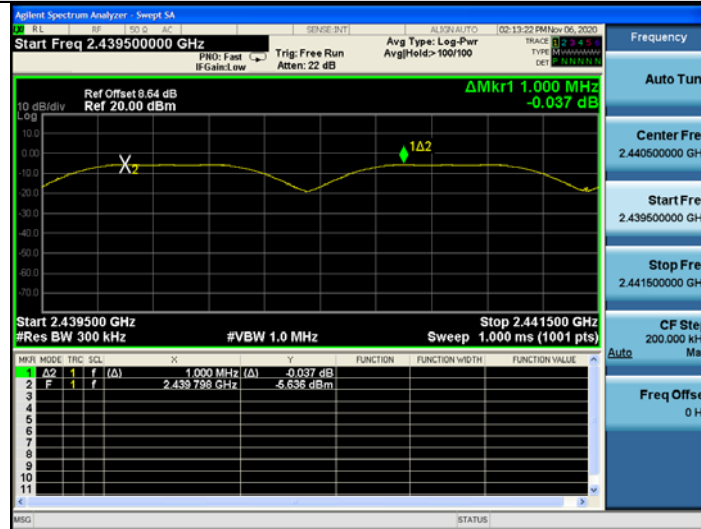 Agilent Spectrum Analyzer - Swept SA
RL RF 50 Ω AC SENSE:INT ALIGN AUTO 02:13:22 PM Nov 06, 2020
Start Freq 2.439500000 GHz
PNO: Fast
IFGain:Low
Trig: Free Run
Atten: 22 dB
Avg Type: Log-Pwr
Avg|Hold:>100/100
TRACE 1 2 3 4 5 6
TYPE M
DET P N N N N N
ΔMkr1 1.000 MHz
-0.037 dB
Ref Offset 8.64 dB
10 dB/div Ref 20.00 dBm
Log
10.0
0.00
-10.0
-20.0
-30.0
-40.0
-50.0
-60.0
-70.0
X2
1Δ2
Start 2.439500 GHz Stop 2.441500 GHz
#Res BW 300 kHz #VBW 1.0 MHz Sweep 1.000 ms (1001 pts)
MKR MODE TRC SCL X Y FUNCTION FUNCTION WIDTH FUNCTION VALUE
1 Δ2 1 f (Δ) 1.000 MHz (Δ) -0.037 dB
2 F 1 f 2.439 798 GHz -5.636 dBm
3
4
5
6
7
8
9
10
11
MSG STATUS
Frequency
Auto Tun
Center Fre
2.440500000 GH
Start Fre
2.439500000 GH
Stop Fre
2.441500000 GH
CF Ste
200.000 kH
Auto Ma
Freq Offse
0 H